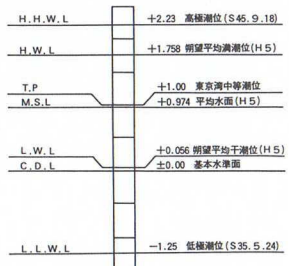 H.H.W.L +2.23 高極潮位(S45.9.18)
H.W.L +1.758 朔望平均満潮位(H5)
T.P +1.00 東京湾中等潮位
M.S.L +0.974 平均水面(H5)
L.W.L +0.056 朔望平均干潮位(H5)
C.D.L ±0.00 基本水準面
L.L.W.L −1.25 低極潮位(S35.5.24)